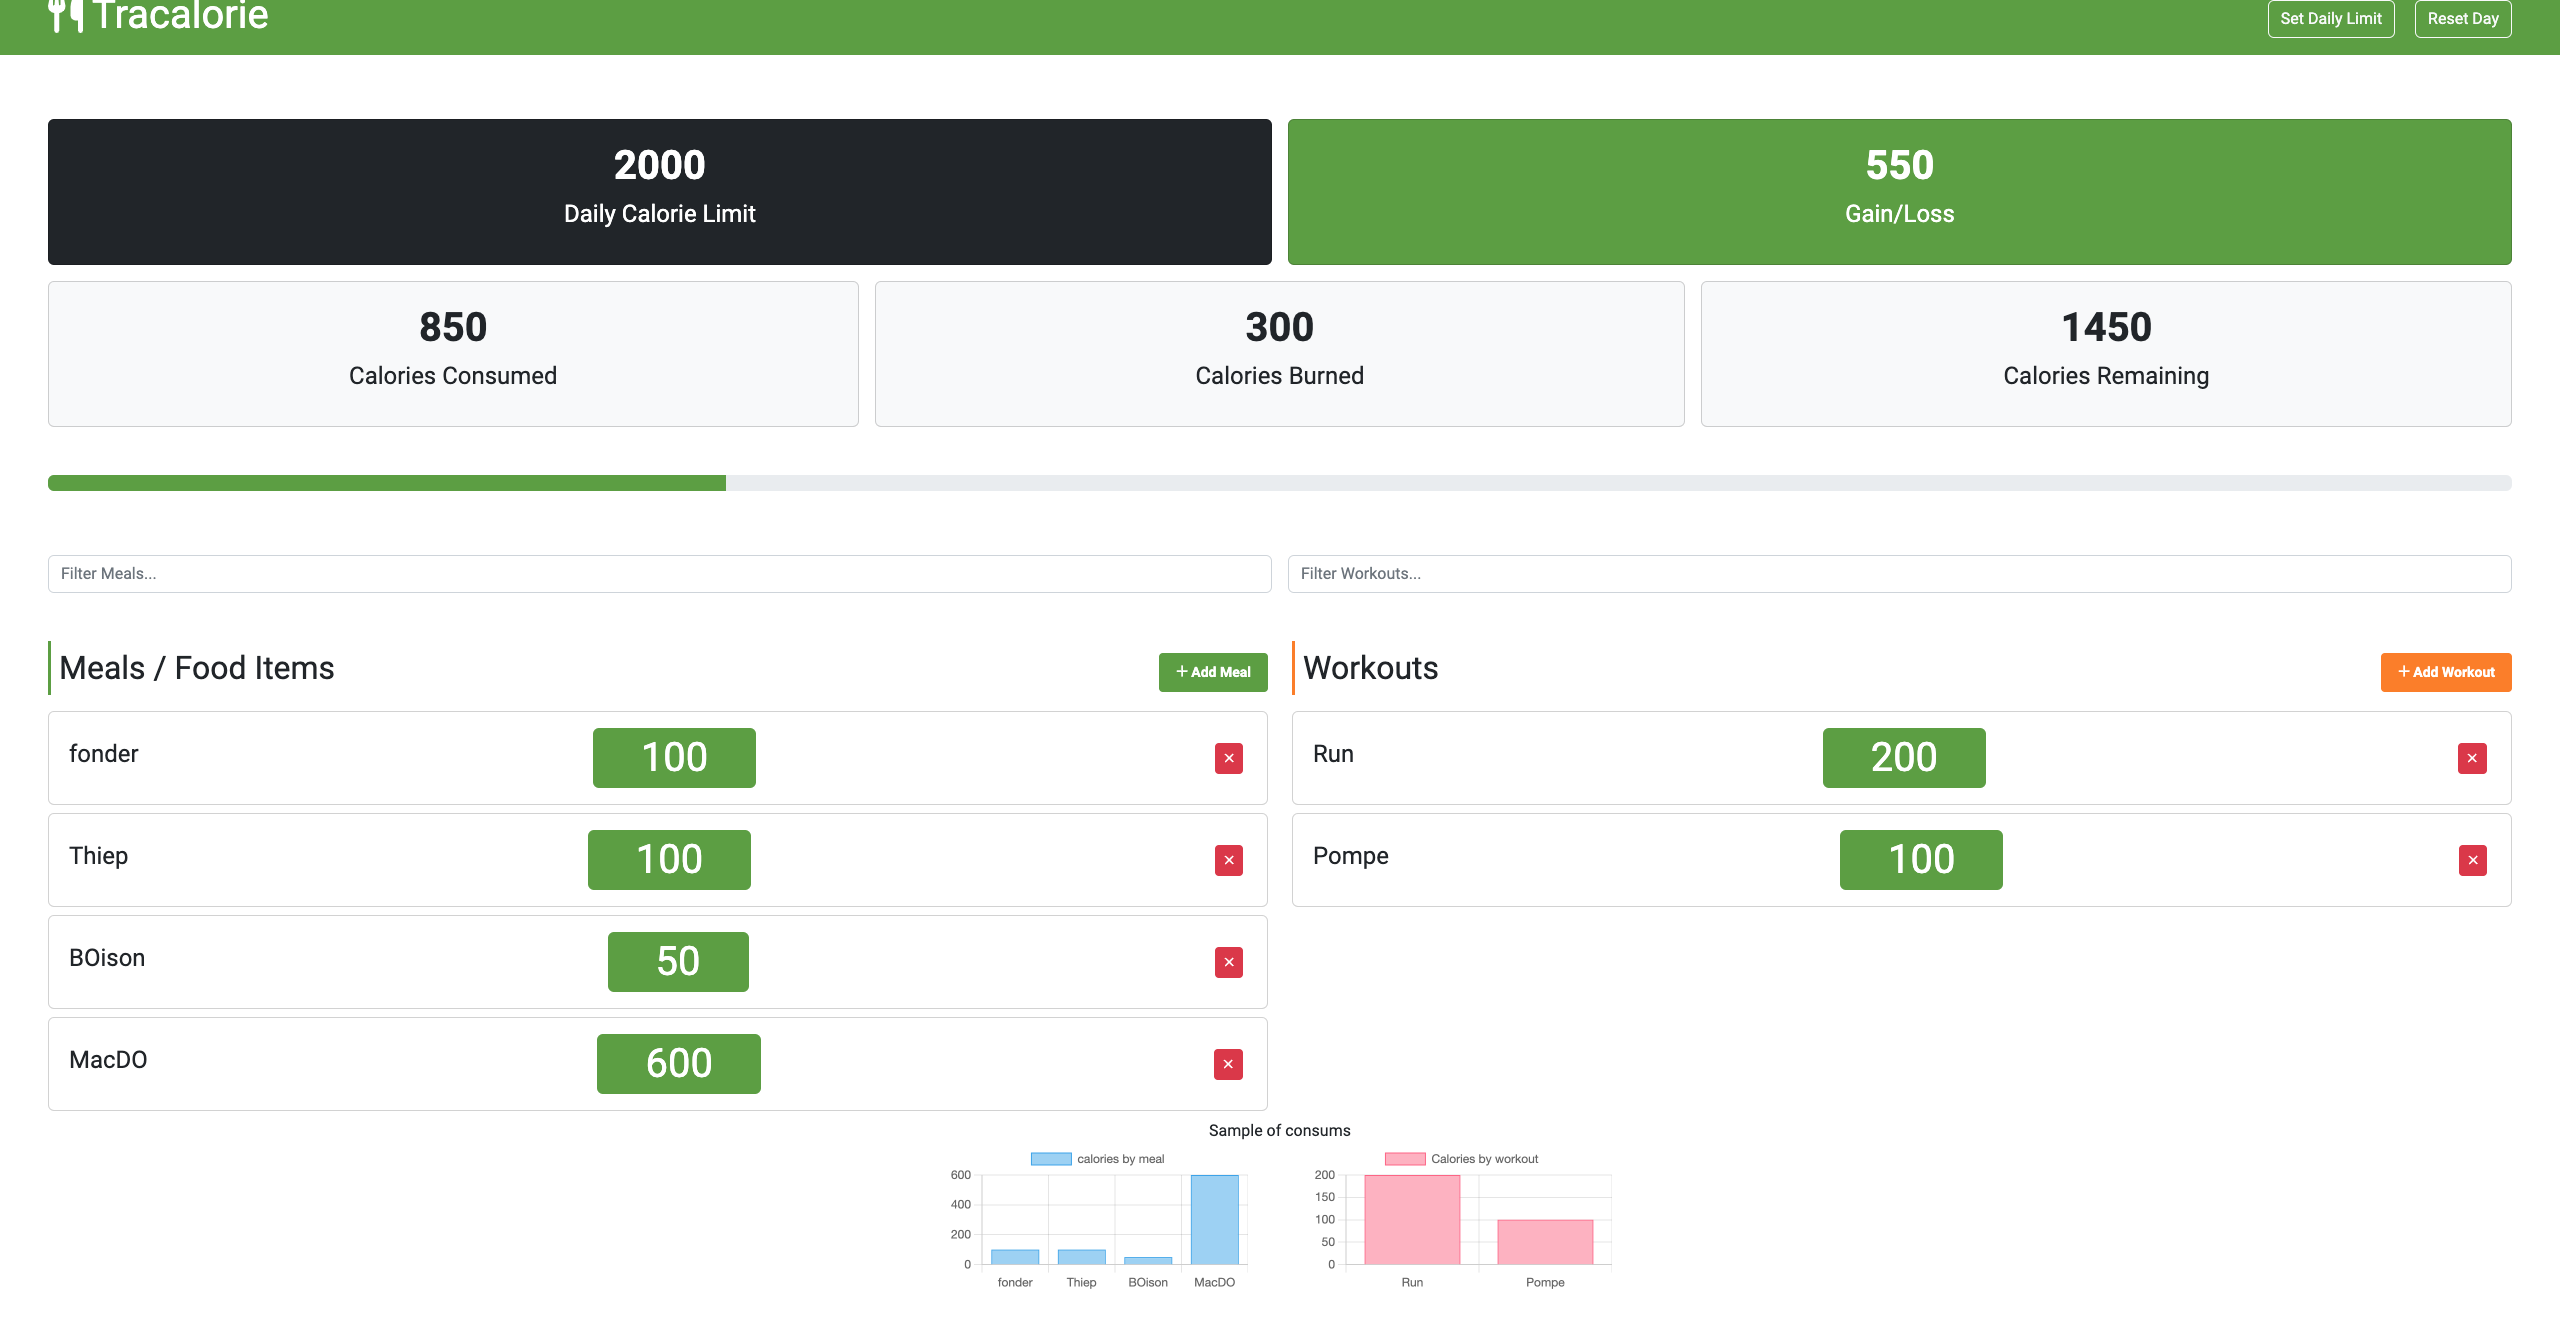 Tracalorie
Set Daily Limit
Reset Day
2000
Daily Calorie Limit
550
Gain/Loss
850
Calories Consumed
300
Calories Burned
1450
Calories Remaining
Filter Meals...
Filter Workouts...
Meals / Food Items
+ Add Meal
fonder
100
×
Thiep
100
×
BOison
50
×
MacDO
600
×
Workouts
+ Add Workout
Run
200
×
Pompe
100
×
Sample of consums
calories by meal
600
400
200
0
fonder Thiep BOison MacDO
Calories by workout
200
150
100
50
0
Run Pompe